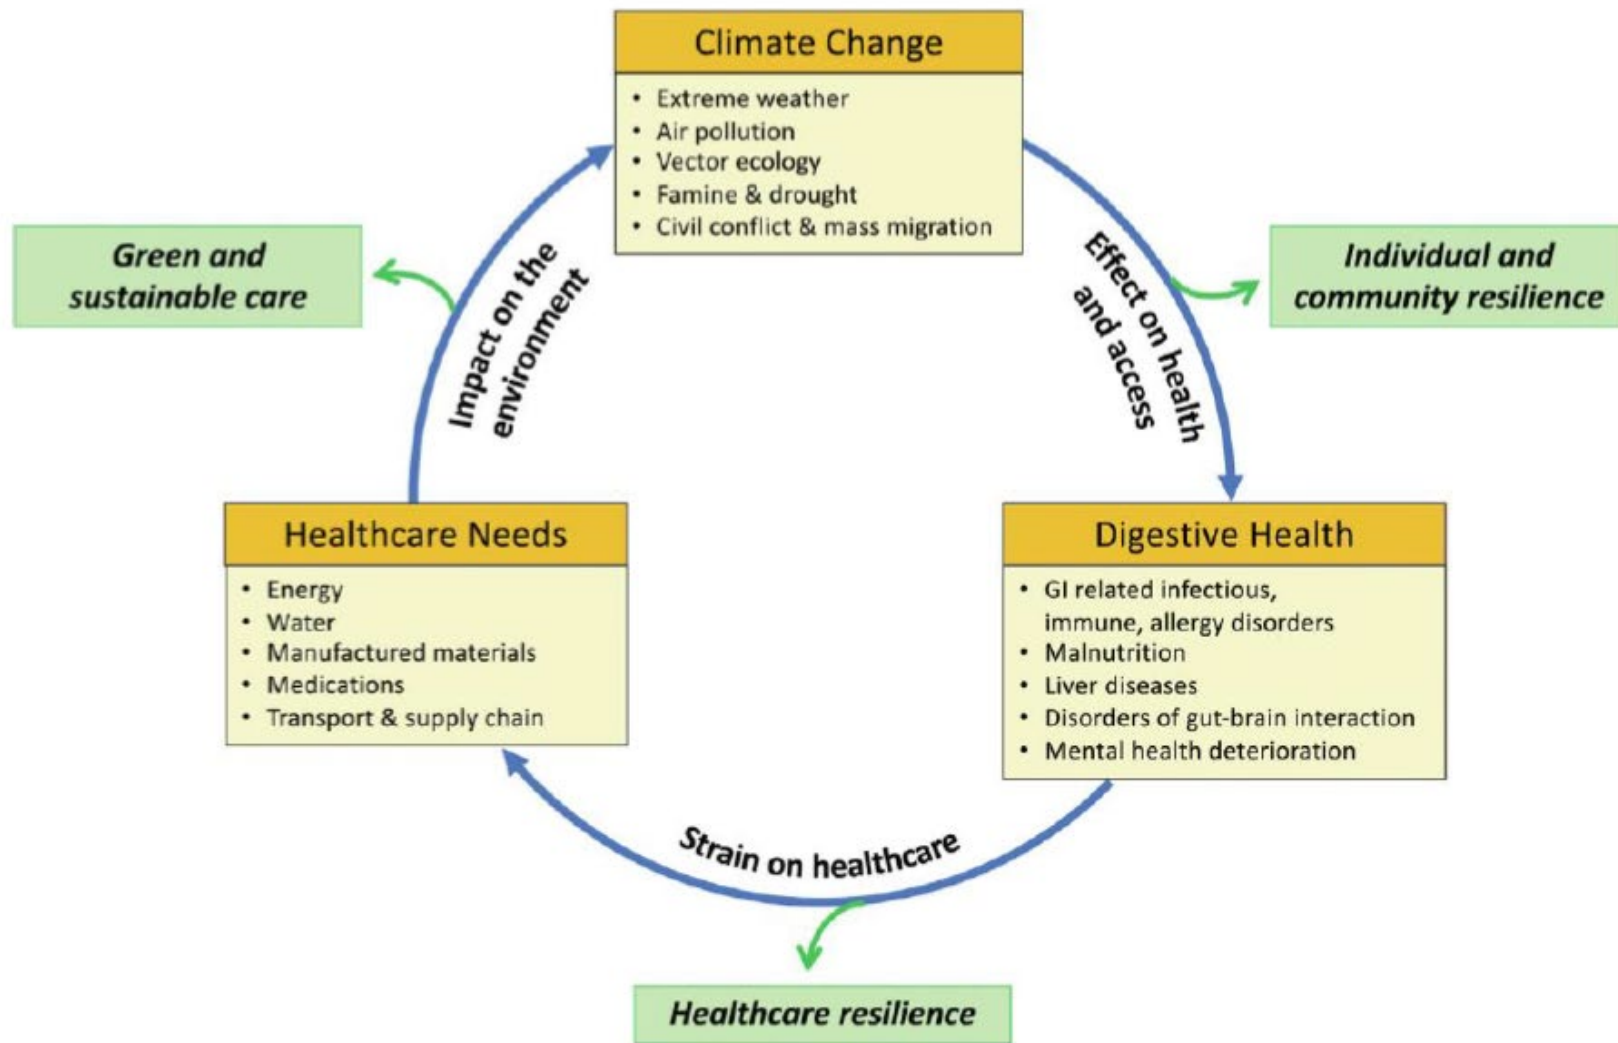 Climate Change
• Extreme weather
• Air pollution
• Vector ecology
• Famine & drought
• Civil conflict & mass migration
Effect on health
and access
Individual and
community resilience
Digestive Health
• GI related infectious,
immune, allergy disorders
• Malnutrition
• Liver diseases
• Disorders of gut-brain interaction
• Mental health deterioration
Strain on healthcare
Healthcare resilience
Healthcare Needs
• Energy
• Water
• Manufactured materials
• Medications
• Transport & supply chain
Impact on the
environment
Green and
sustainable care